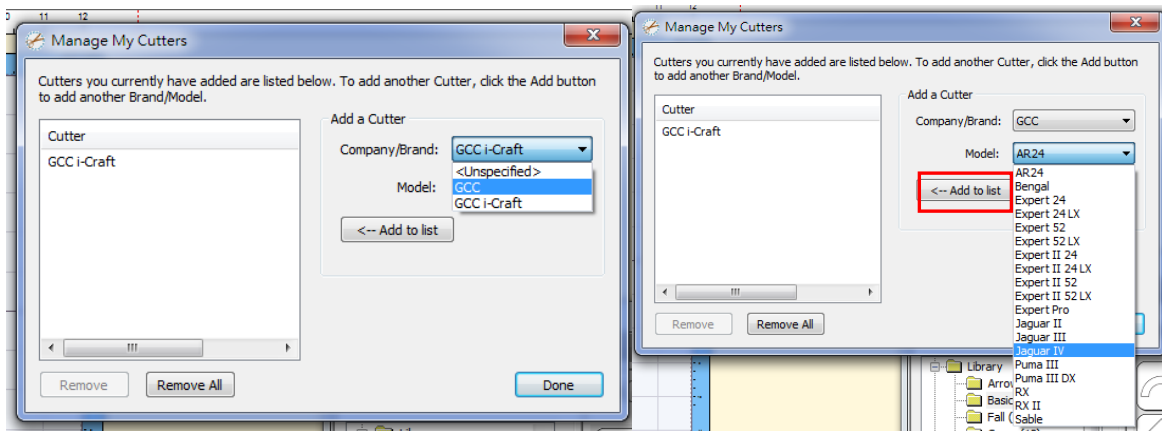 11 12
Manage My Cutters
Cutters you currently have added are listed below. To add another Cutter, click the Add button
to add another Brand/Model.
Cutter
GCC i-Craft
Add a Cutter
Company/Brand: GCC i-Craft
<Unspecified>
Model: GCC
GCC i-Craft
<-- Add to list
Remove
Remove All
Done
11 12
Manage My Cutters
Cutters you currently have added are listed below. To add another Cutter, click the Add button
to add another Brand/Model.
Cutter
GCC i-Craft
Add a Cutter
Company/Brand: GCC
Model: AR24
<-- Add to list
AR24
Bengal
Expert 24
Expert 24 LX
Expert 52
Expert 52 LX
Expert II 24
Expert II 24 LX
Expert II 52
Expert II 52 LX
Expert Pro
Jaguar II
Jaguar III
Jaguar IV
Puma III
Puma III DX
RX
RX II
Sable
Remove
Remove All
Library
Arrow
Basic
Fall (